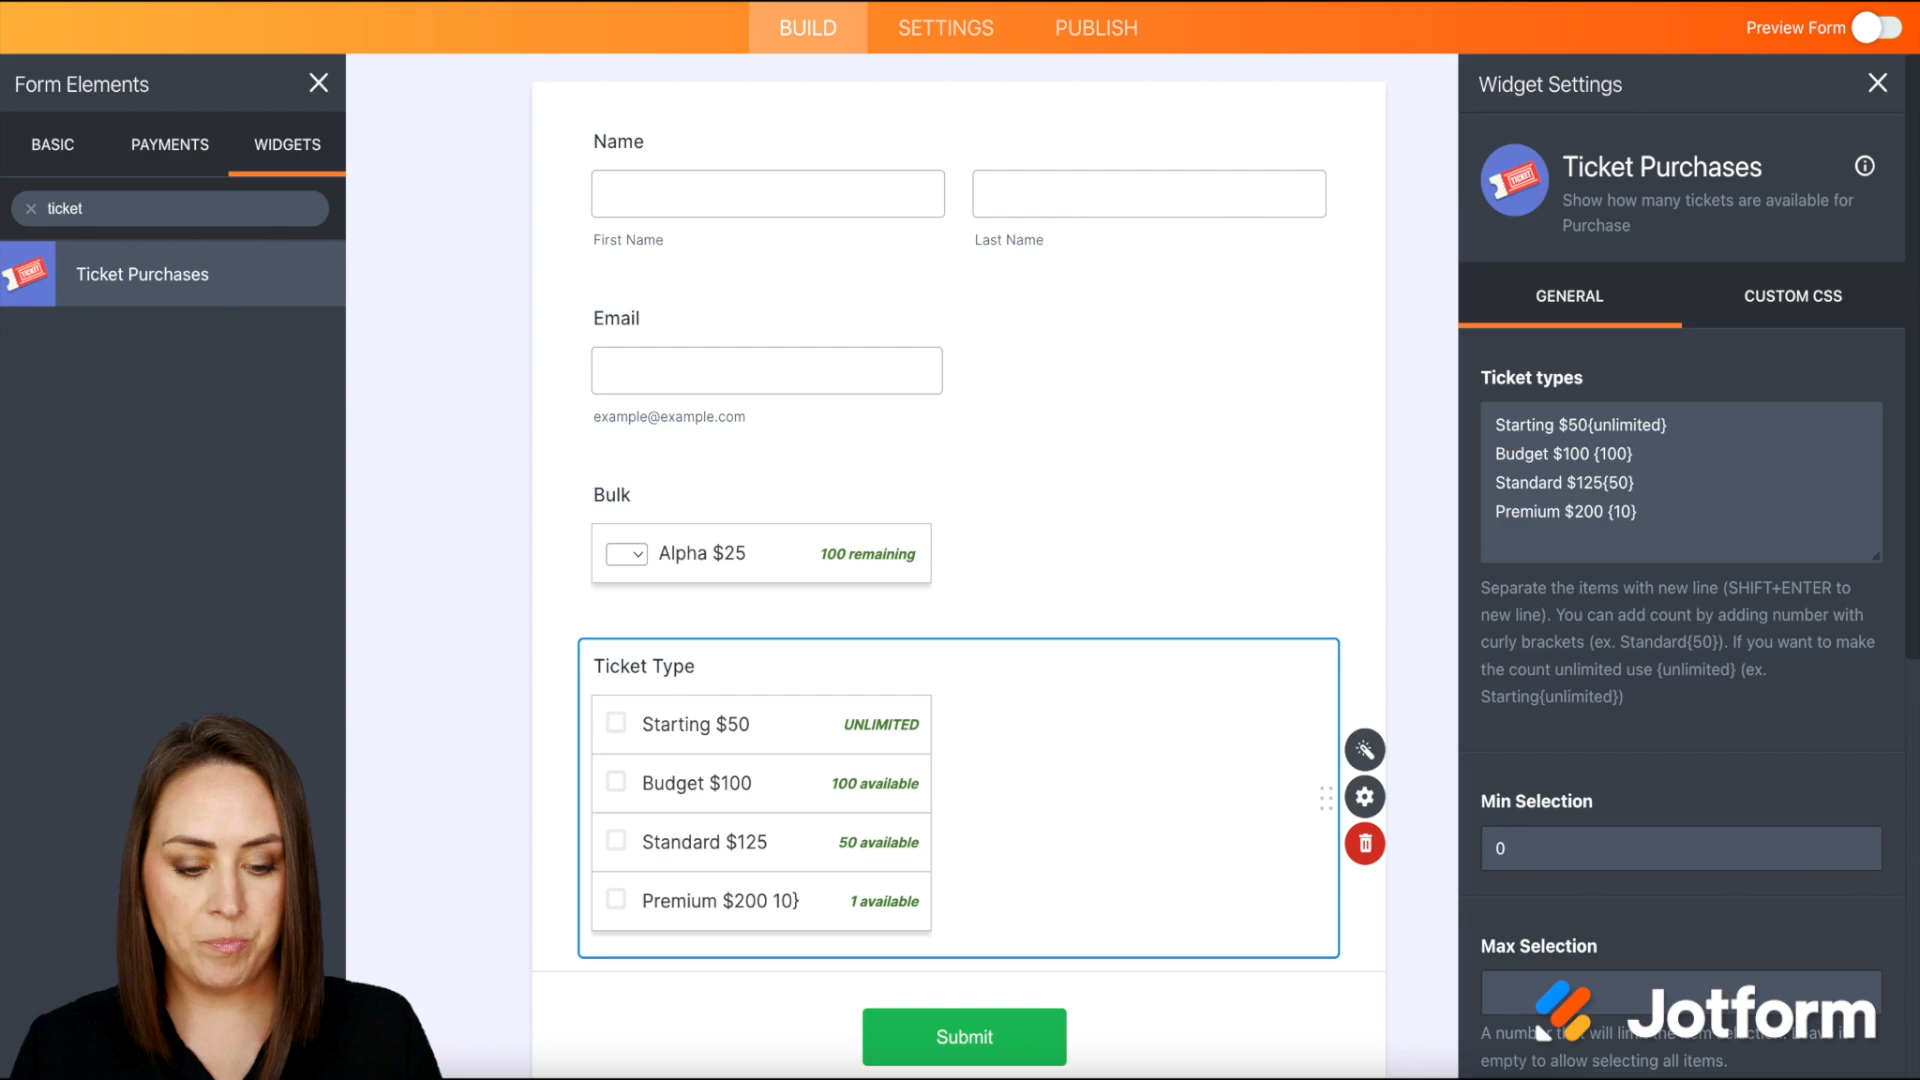 BUILD
SETTINGS
PUBLISH
Preview Form
Form Elements
BASIC
PAYMENTS
WIDGETS
ticket
TICKET
Ticket Purchases
Name
First Name
Last Name
Email
example@example.com
Bulk
Alpha $25
100 remaining
Ticket Type
Starting $50
UNLIMITED
Budget $100
100 available
Standard $125
50 available
Premium $200 10}
1 available
Submit
Widget Settings
TICKET
Ticket Purchases
Show how many tickets are available for
Purchase
GENERAL
CUSTOM CSS
Ticket types
Starting $50{unlimited}
Budget $100 {100}
Standard $125{50}
Premium $200 {10}
Separate the items with new line (SHIFT+ENTER to
new line). You can add count by adding number with
curly brackets (ex. Standard{50}). If you want to make
the count unlimited use {unlimited} (ex.
Starting{unlimited})
Min Selection
0
Max Selection
Jotform
A number will
empty to allow selecting all items.